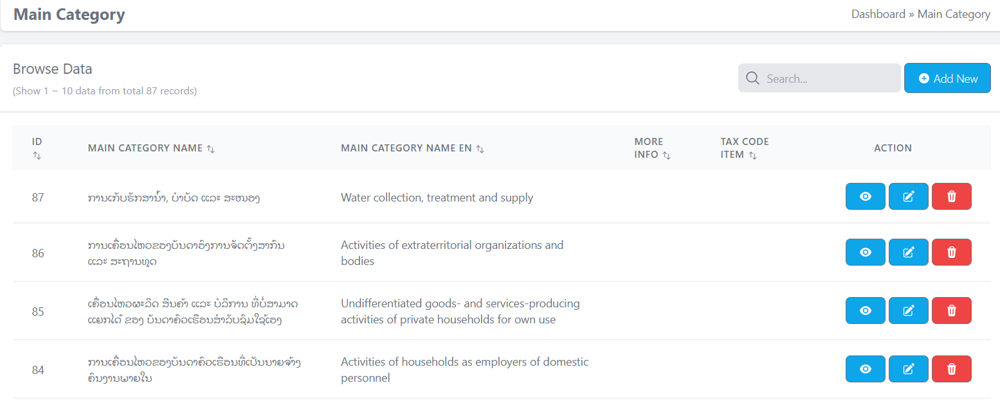 Main Category
Dashboard » Main Category
Browse Data
(Show 1 ~ 10 data from total 87 records)
Search...
Add New
ID
MAIN CATEGORY NAME
MAIN CATEGORY NAME EN
MORE
INFO
TAX CODE
ITEM
ACTION
87
ການເກັບຮັກສານ້ຳ, ບຳບັດ ແລະ ສະໜອງ
Water collection, treatment and supply
86
ການເຄື່ອນໄຫວຂອງບັນດາອົງການຈັດຕັ້ງສາກົນ
ແລະ ສະຖານທູດ
Activities of extraterritorial organizations and
bodies
85
ເຄື່ອນໄຫວຜະລິດ ສິນຄ້າ ແລະ ບໍລິການ ທີ່ບໍ່ສາມາດ
ແຍກໄດ້ ຂອງ ບັນດາຄົວເຮືອນສຳລັບຊົມໃຊ້ເອງ
Undifferentiated goods- and services-producing
activities of private households for own use
84
ການເຄື່ອນໄຫວຂອງບັນດາຄົວເຮືອນທີ່ເປັນນາຍຈ້າງ
ຄົນງານພາຍໃນ
Activities of households as employers of domestic
personnel